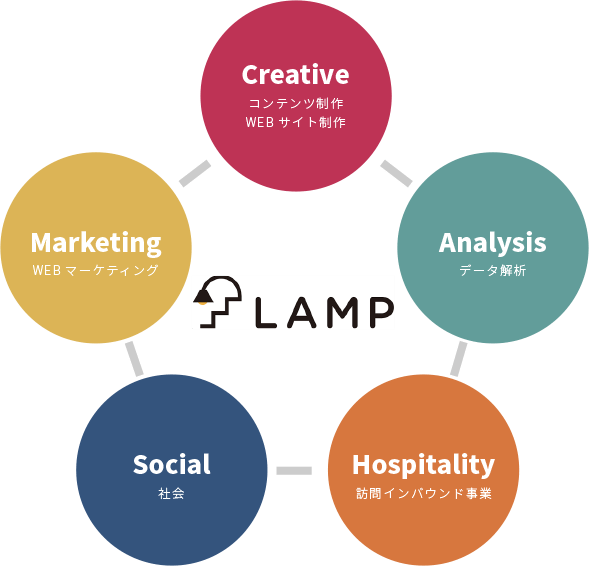 Creative
コンテンツ制作
WEB サイト制作
Marketing
WEB マーケティング
Analysis
データ解析
LAMP
Social
社会
Hospitality
訪問インバウンド事業